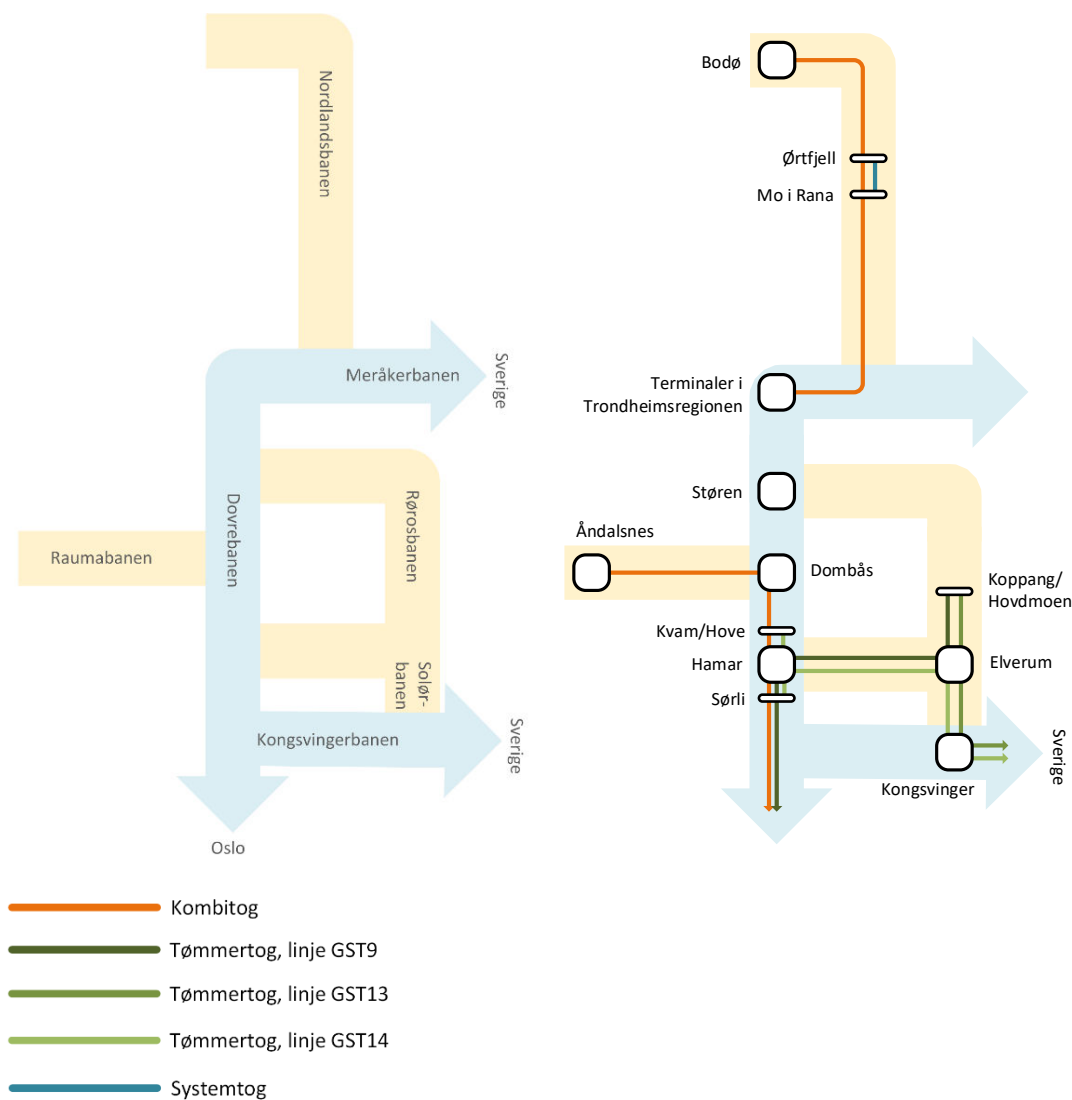 Nordlandsbanen
Meråkerbanen
Sverige
Dovrebanen
Rørosbanen
Raumabanen
Solør-
banen
Kongsvingerbanen
Sverige
Oslo
Bodø
Ørtfjell
Mo i Rana
Terminaler i
Trondheimsregionen
Støren
Åndalsnes
Dombås
Koppang/
Hovdmoen
Kvam/Hove
Hamar
Elverum
Sørli
Sverige
Kongsvinger
Kombitog
Tømmertog, linje GST9
Tømmertog, linje GST13
Tømmertog, linje GST14
Systemtog